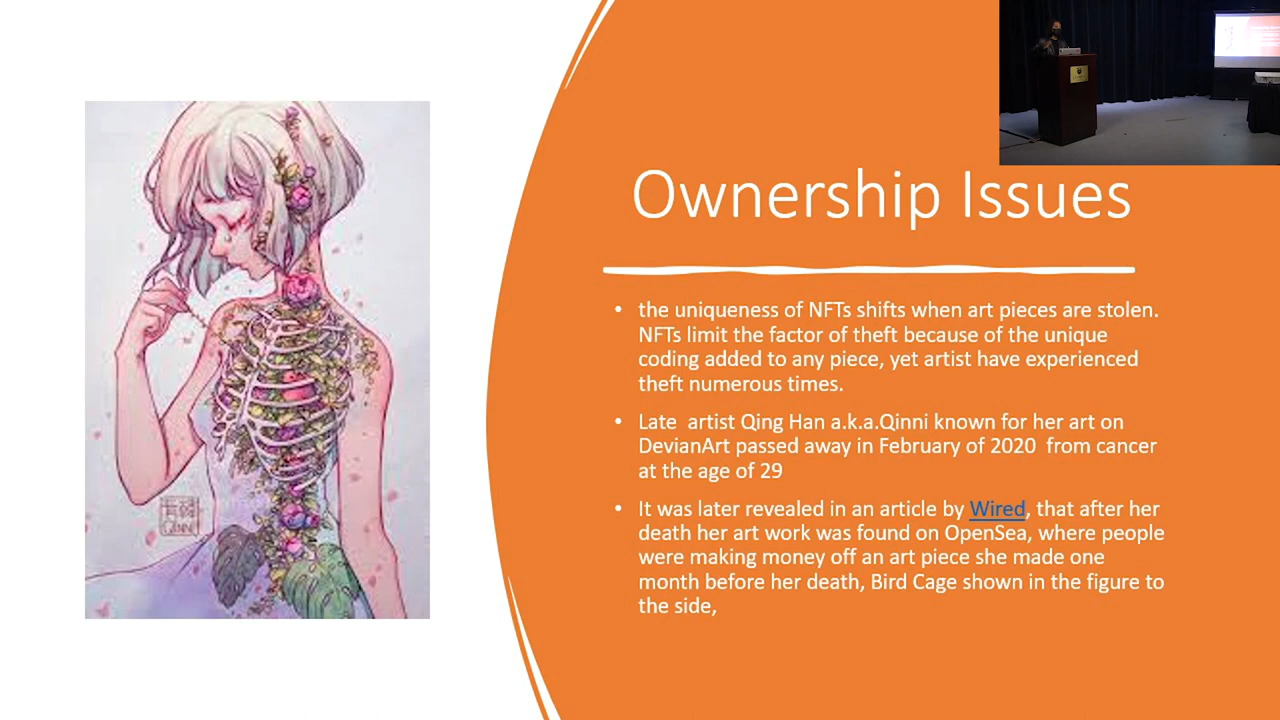 Ownership Issues
• the uniqueness of NFTs shifts when art pieces are stolen.
NFTs limit the factor of theft because of the unique
coding added to any piece, yet artist have experienced
theft numerous times.
• Late artist Qing Han a.k.a.Qinni known for her art on
DevianArt passed away in February of 2020 from cancer
at the age of 29
• It was later revealed in an article by Wired, that after her
death her art work was found on OpenSea, where people
were making money off an art piece she made one
month before her death, Bird Cage shown in the figure to
the side,
QINNI